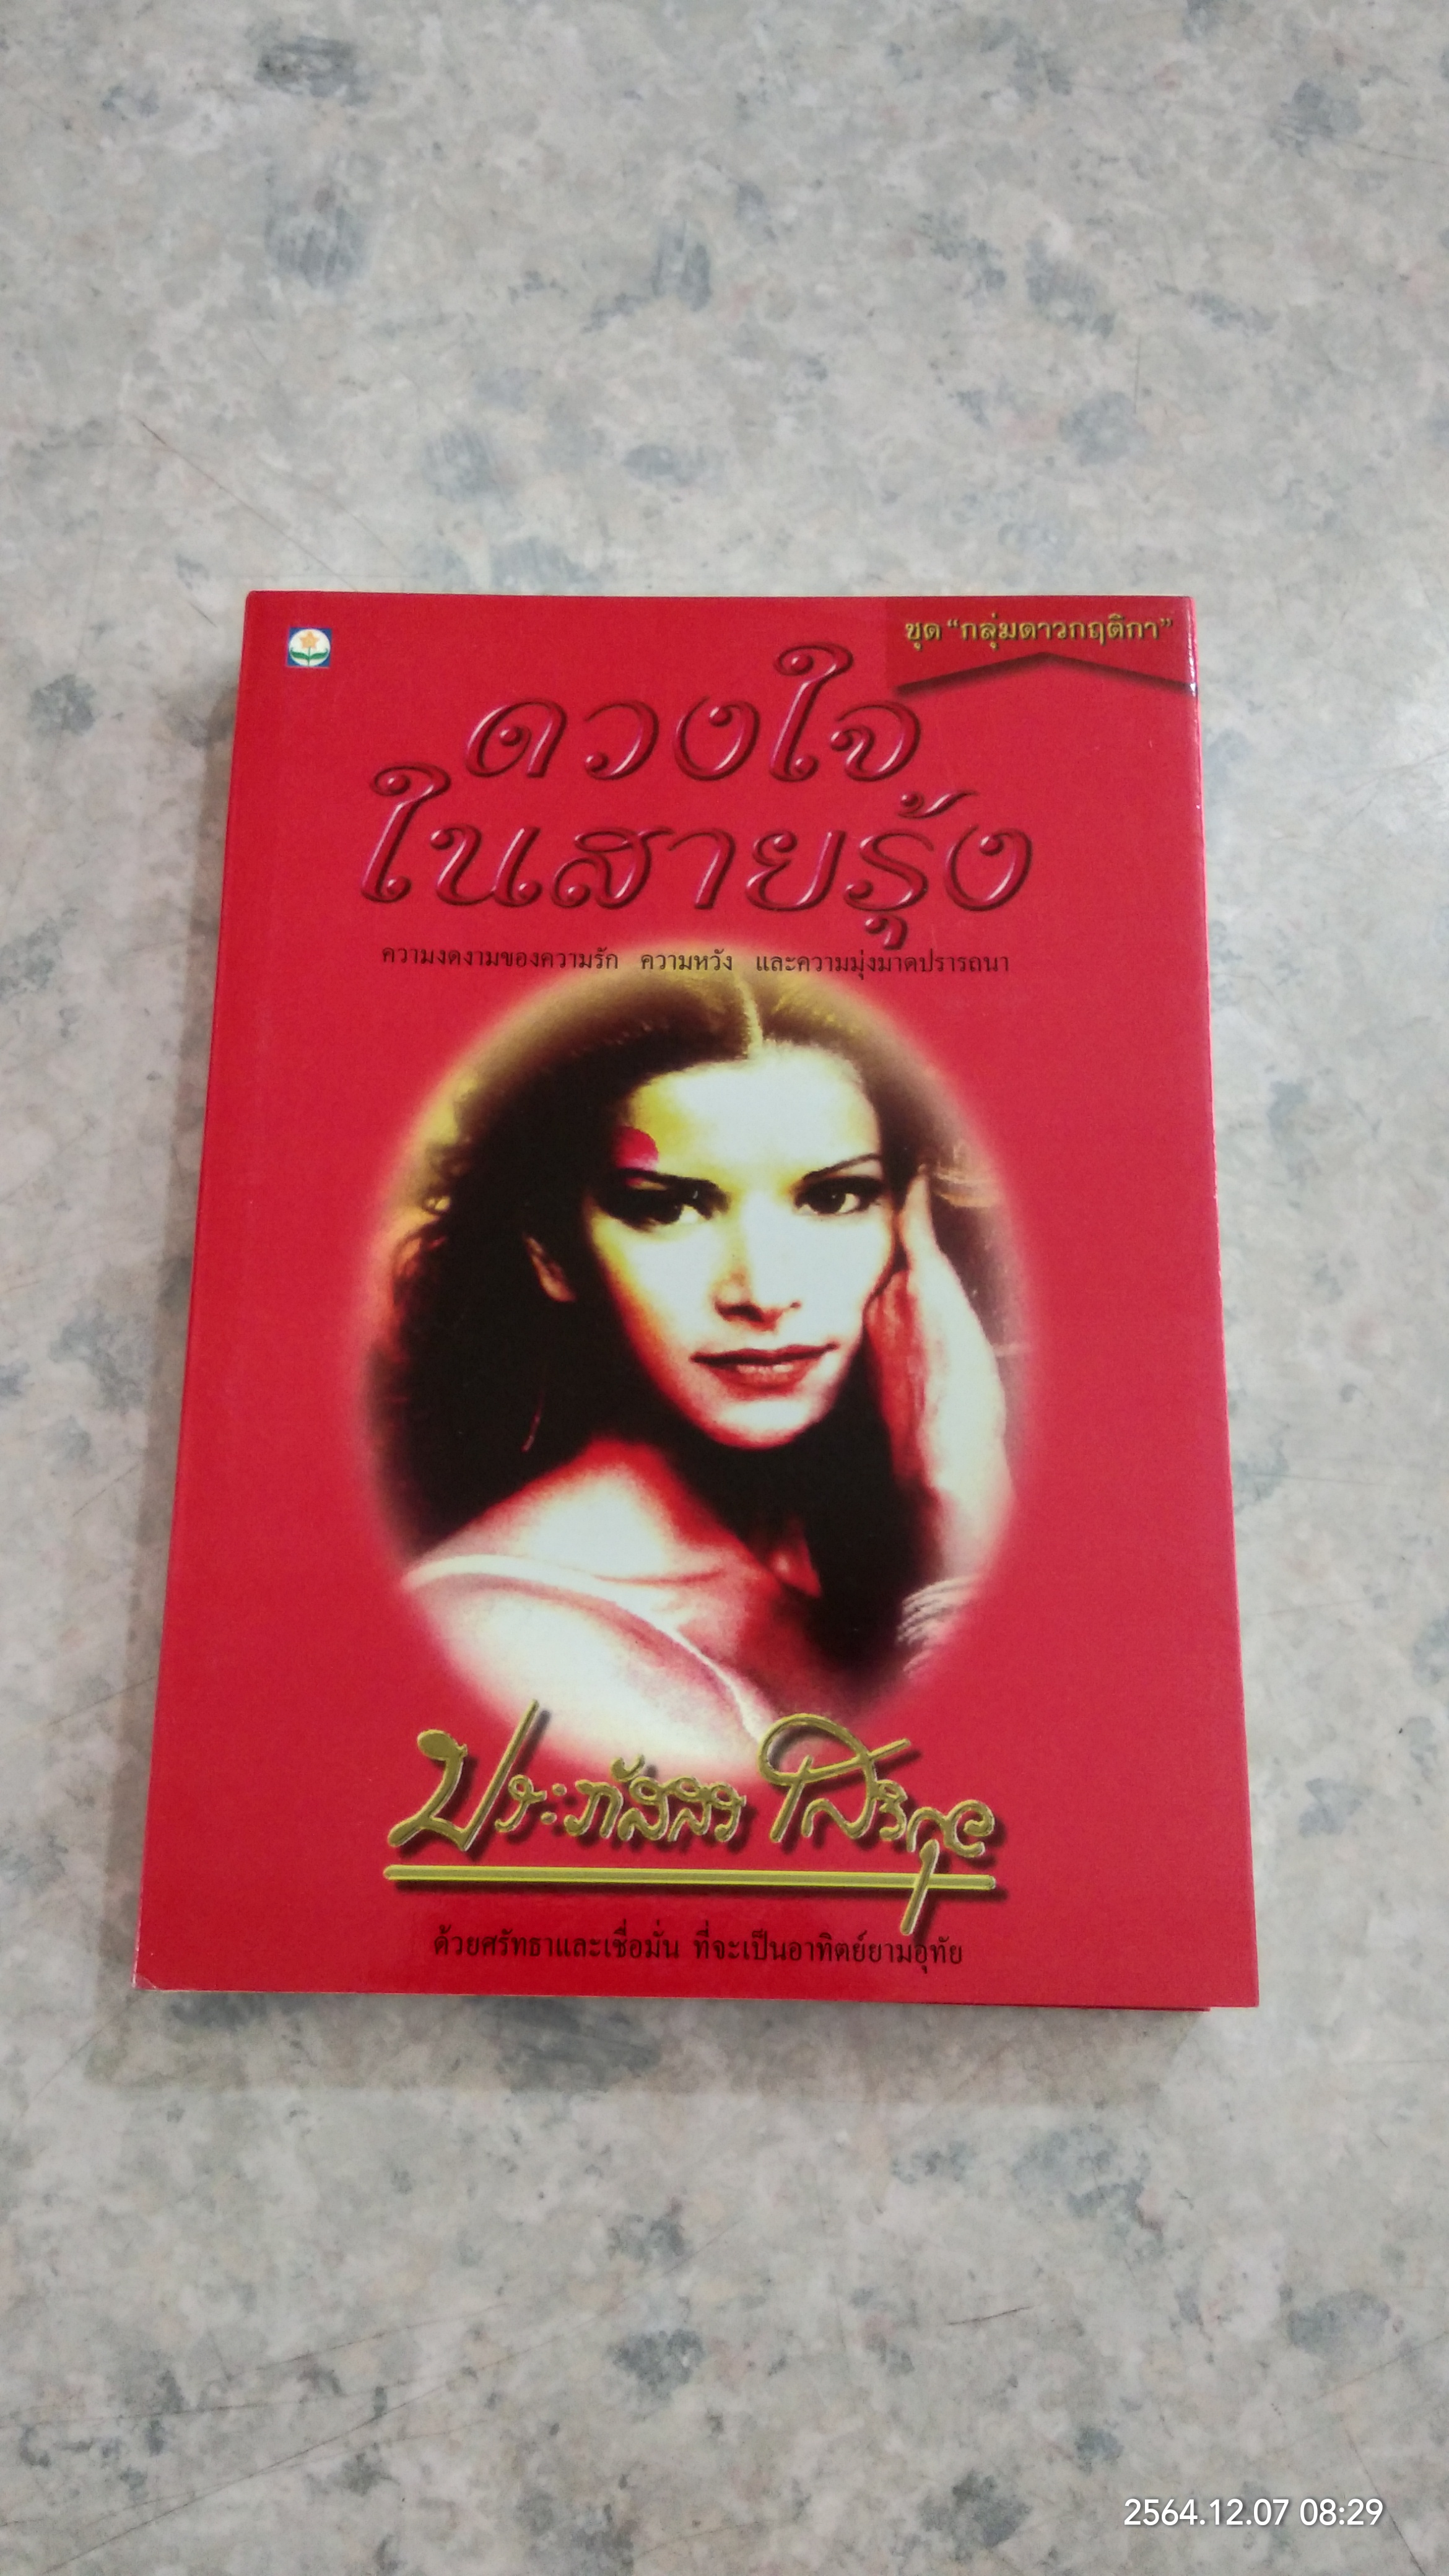 ชุด “กลุ่มดาวกฤติกา”
ดวงใจ
ในสายรุ้ง
ความงดงามของความรัก ความหวัง และความมุ่งมาดปรารถนา
ประภัสสร เสวิกุล
ด้วยศรัทธาและเชื่อมั่น ที่จะเป็นอาทิตย์ยามอุทัย
2564.12.07 08:29